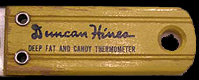 Duncan Hines
DEEP FAT AND CANDY THERMOMETER